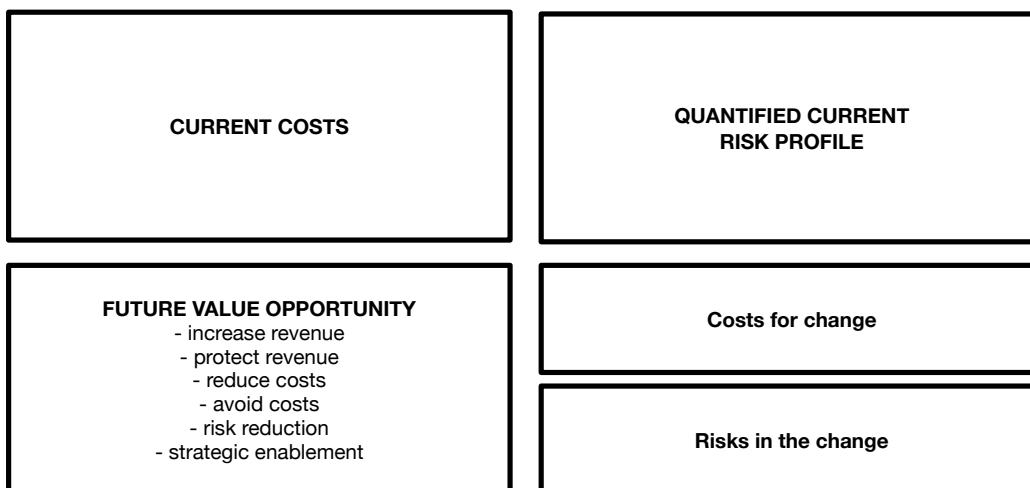 CURRENT COSTS
QUANTIFIED CURRENT
RISK PROFILE
FUTURE VALUE OPPORTUNITY
- increase revenue
- protect revenue
- reduce costs
- avoid costs
- risk reduction
- strategic enablement
Costs for change
Risks in the change